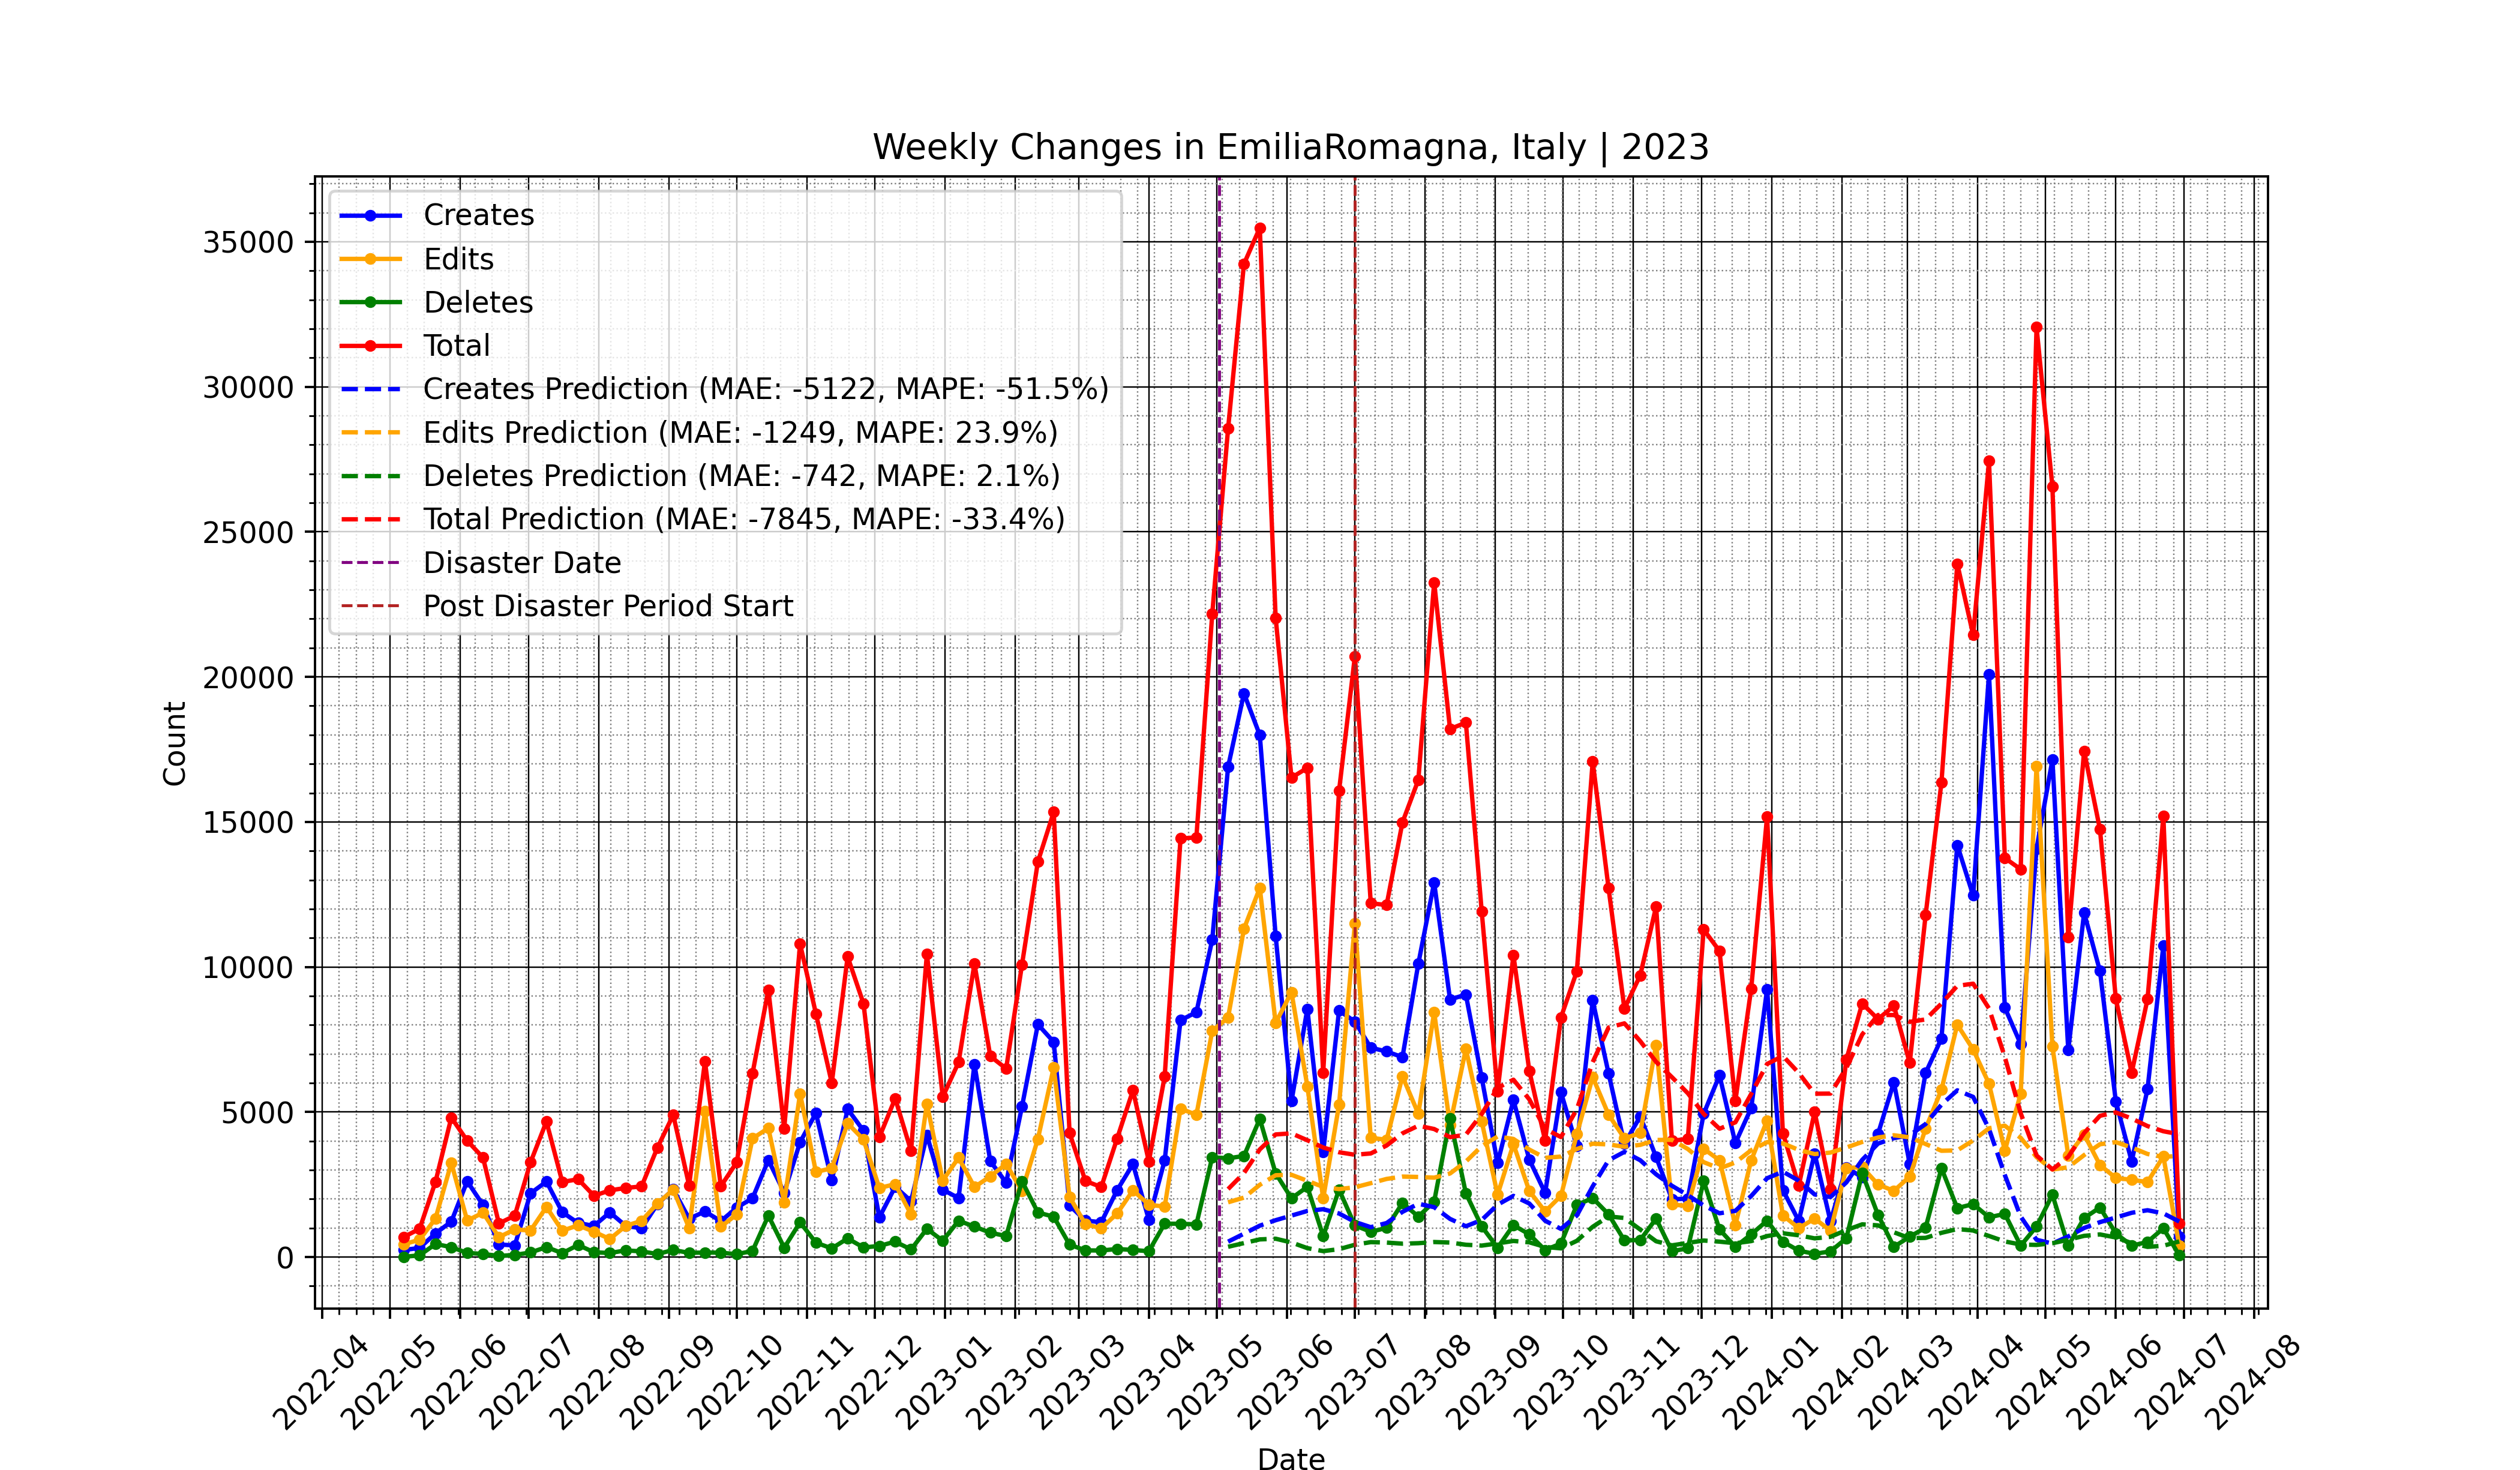 Weekly Changes in EmiliaRomagna, Italy | 2023
Creates
Edits
Deletes
Total
Creates Prediction (MAE: -5122, MAPE: -51.5%)
Edits Prediction (MAE: -1249, MAPE: 23.9%)
Deletes Prediction (MAE: -742, MAPE: 2.1%)
Total Prediction (MAE: -7845, MAPE: -33.4%)
Disaster Date
Post Disaster Period Start
35000
30000
25000
20000
15000
10000
5000
0
Count
2022-04
2022-05
2022-06
2022-07
2022-08
2022-09
2022-10
2022-11
2022-12
2023-01
2023-02
2023-03
2023-04
2023-05
2023-06
2023-07
2023-08
2023-09
2023-10
2023-11
2023-12
2024-01
2024-02
2024-03
2024-04
2024-05
2024-06
2024-07
2024-08
Date